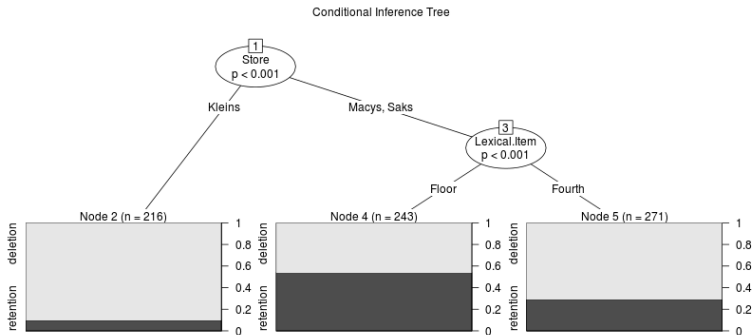 Conditional Inference Tree
1
Store
p < 0.001
Kleins
Macys, Saks
3
Lexical.Item
p < 0.001
Floor
Fourth
Node 2 (n = 216)
deletion
retention
1
0.8
0.6
0.4
0.2
0
Node 4 (n = 243)
deletion
retention
1
0.8
0.6
0.4
0.2
0
Node 5 (n = 271)
deletion
retention
1
0.8
0.6
0.4
0.2
0